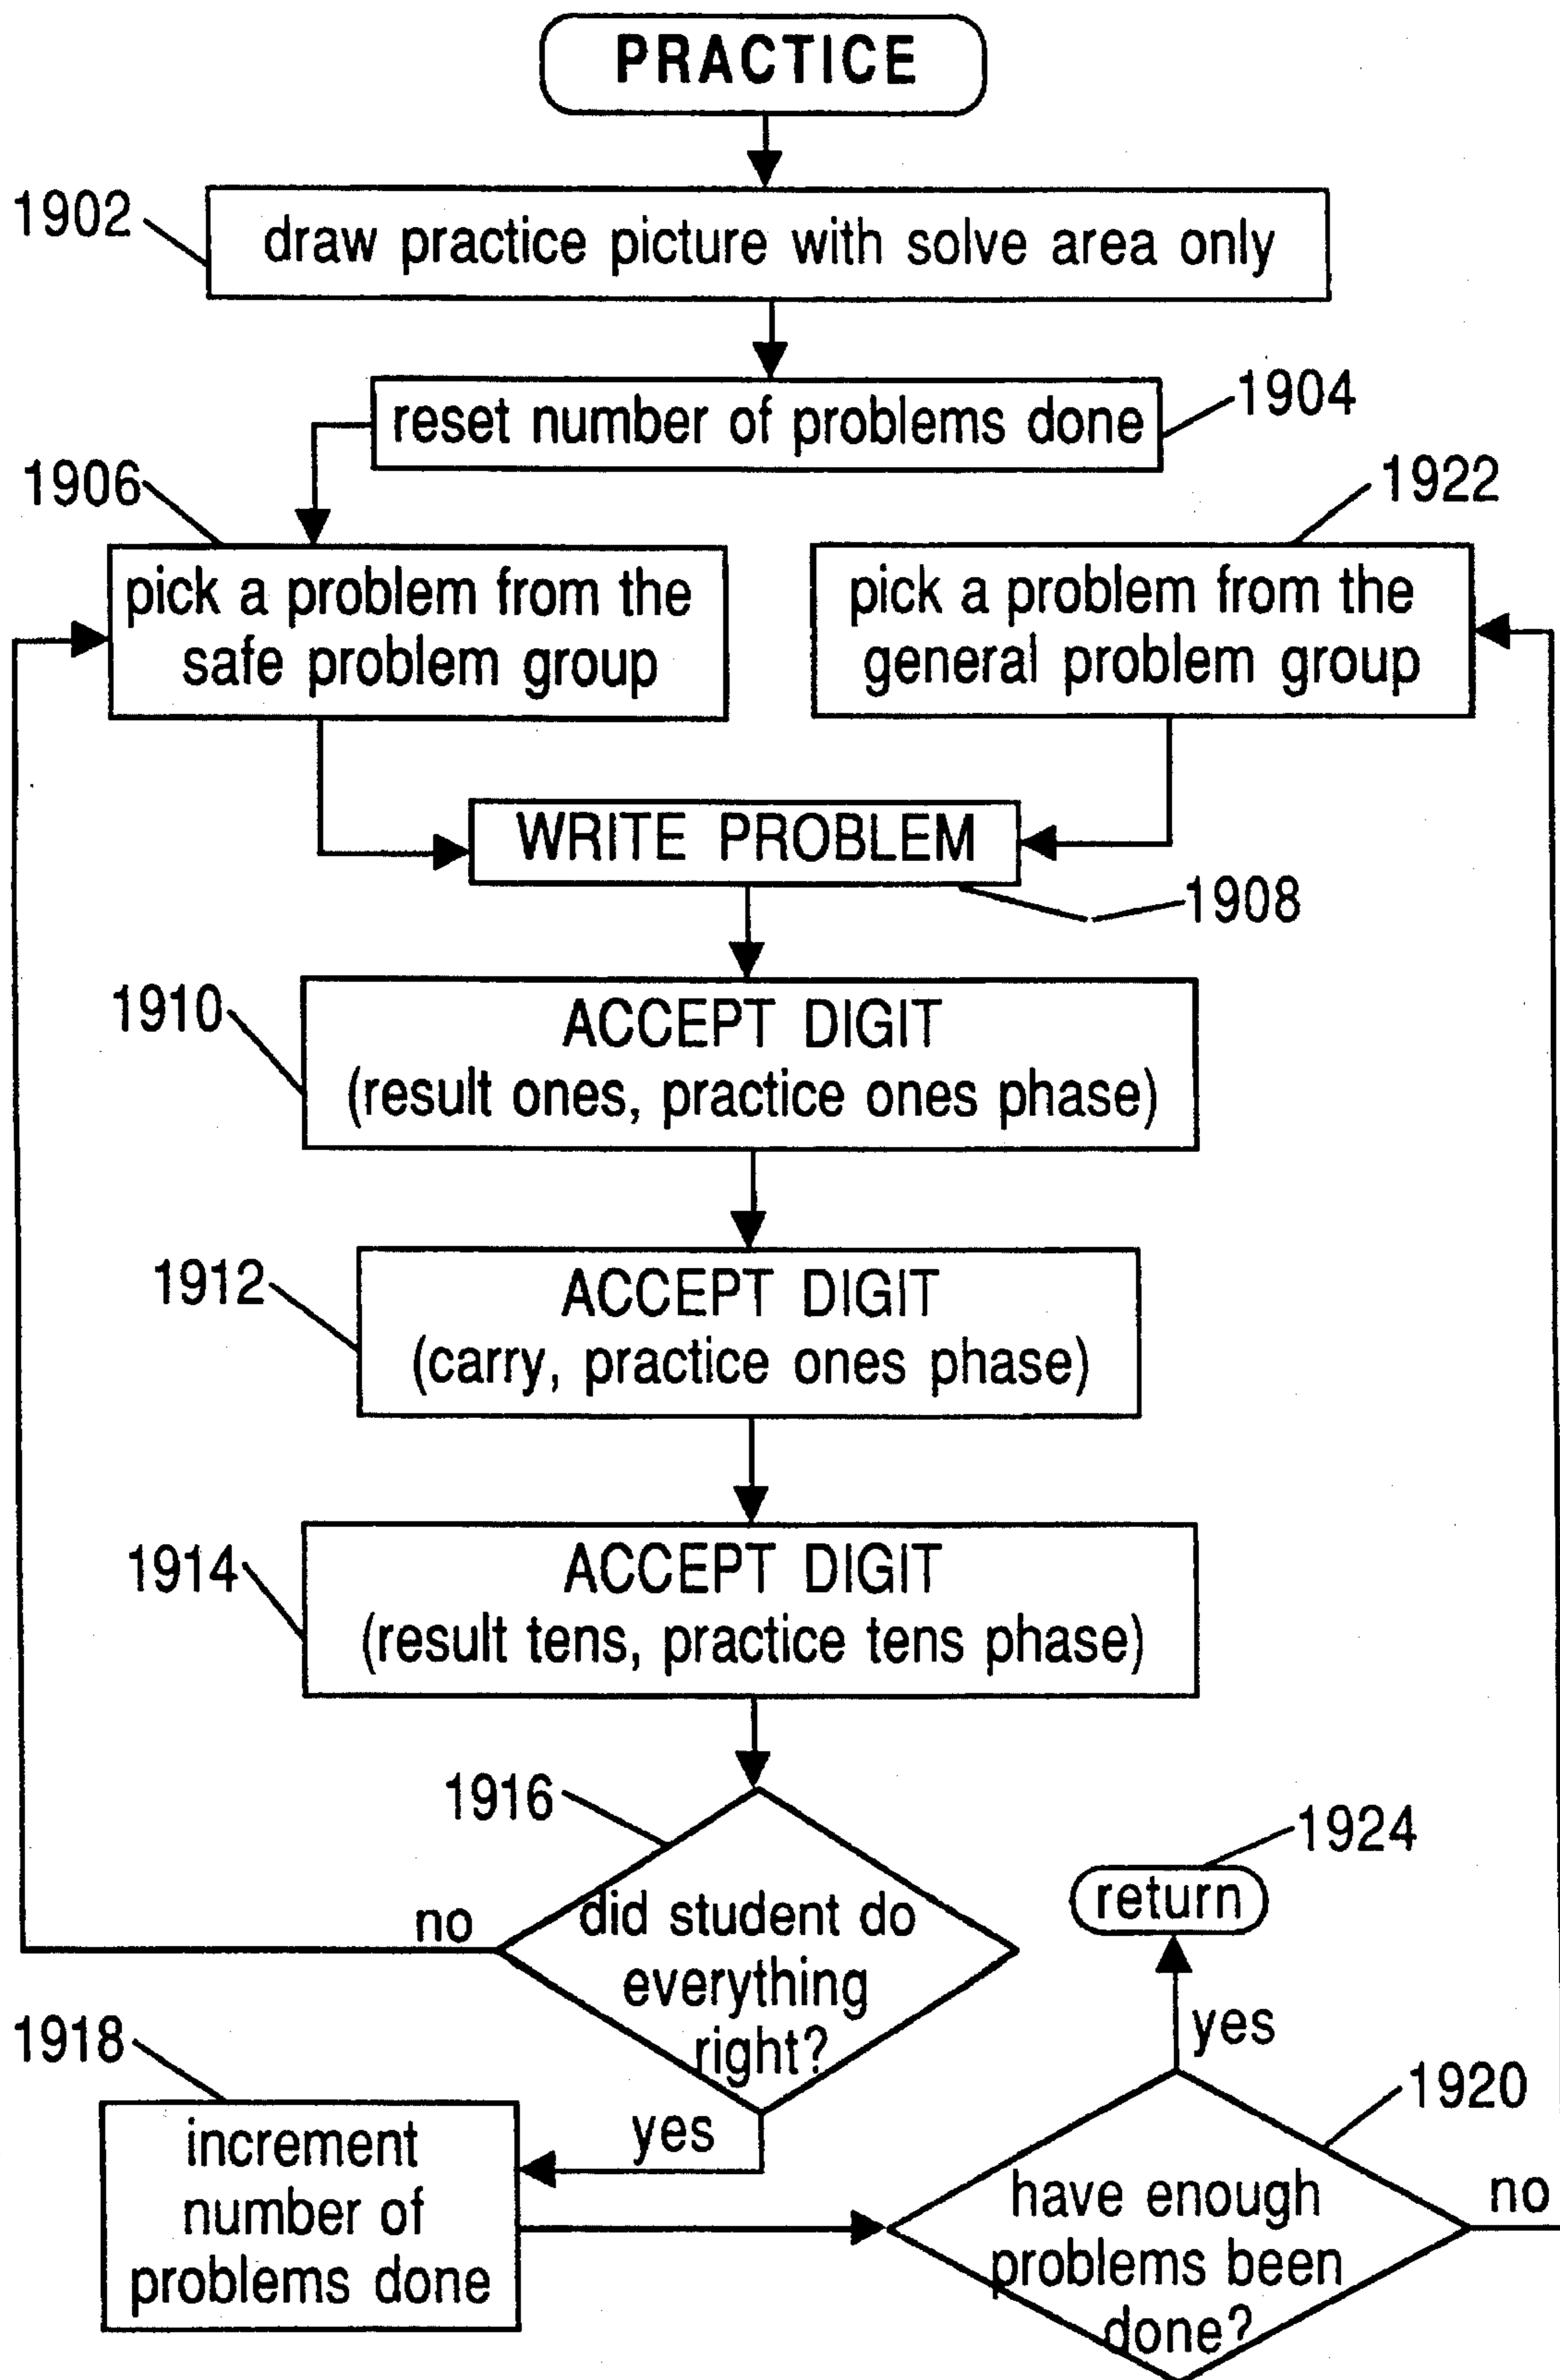 PRACTICE
1902
draw practice picture with solve area only
reset number of problems done
1904
1906
1922
pick a problem from the
safe problem group
pick a problem from the
general problem group
WRITE PROBLEM
1908
1910
ACCEPT DIGIT
(result ones, practice ones phase)
1912
ACCEPT DIGIT
(carry, practice ones phase)
1914
ACCEPT DIGIT
(result tens, practice tens phase)
1916
1924
return
no
did student do
everything
right?
yes
1918
yes
1920
increment
number of
problems done
have enough
problems been
done?
no